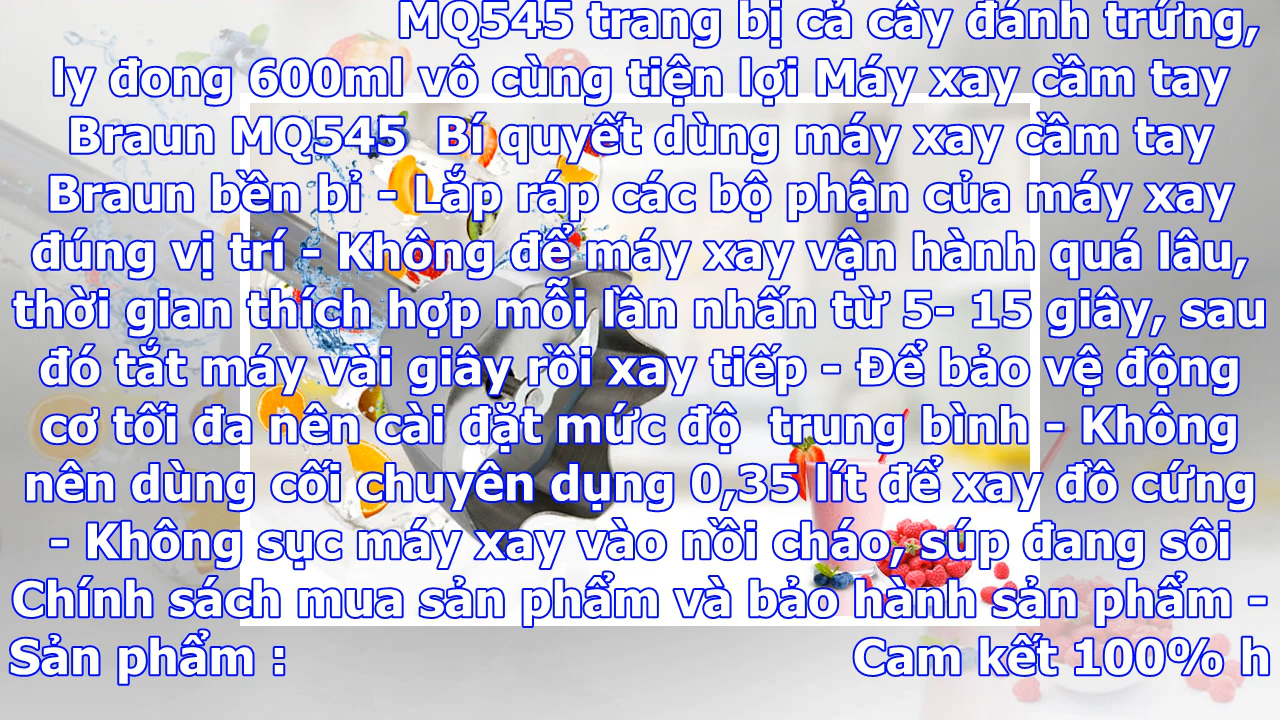 MQ545 trang bị cả cây đánh trứng,
ly đong 600ml vô cùng tiện lợi Máy xay cầm tay
Braun MQ545  Bí quyết dùng máy xay cầm tay
Braun bền bỉ - Lắp ráp các bộ phận của máy xay
đúng vị trí - Không để máy xay vận hành quá lâu,
thời gian thích hợp mỗi lần nhấn từ 5- 15 giây, sau
đó tắt máy vài giây rồi xay tiếp - Để bảo vệ động
cơ tối đa nên cài đặt mức độ  trung bình - Không
nên dùng cối chuyên dụng 0,35 lít để xay đồ cứng
- Không sục máy xay vào nồi cháo, súp đang sôi
Chính sách mua sản phẩm và bảo hành sản phẩm -
Sản phẩm : Cam kết 100% h